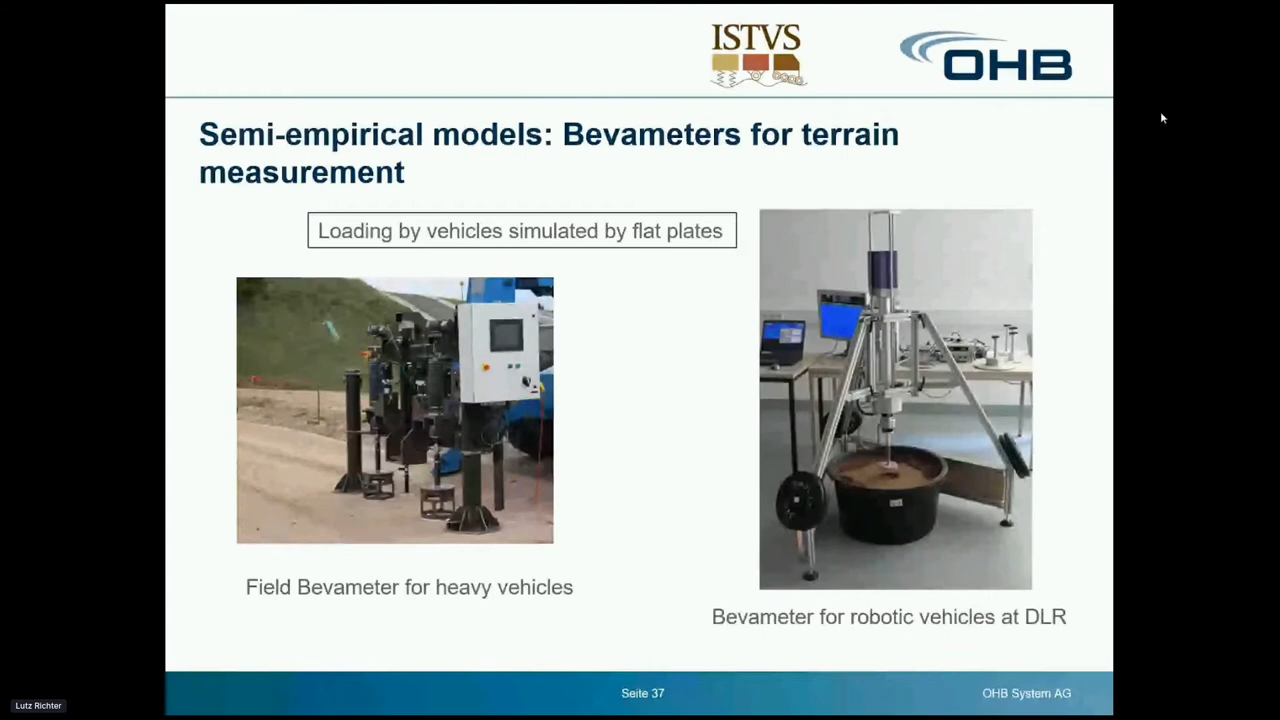 ISTVS
OHB
Semi-empirical models: Bevameters for terrain
measurement
Loading by vehicles simulated by flat plates
Field Bevameter for heavy vehicles
Bevameter for robotic vehicles at DLR
Seite 37
OHB System AG
Lutz Richter